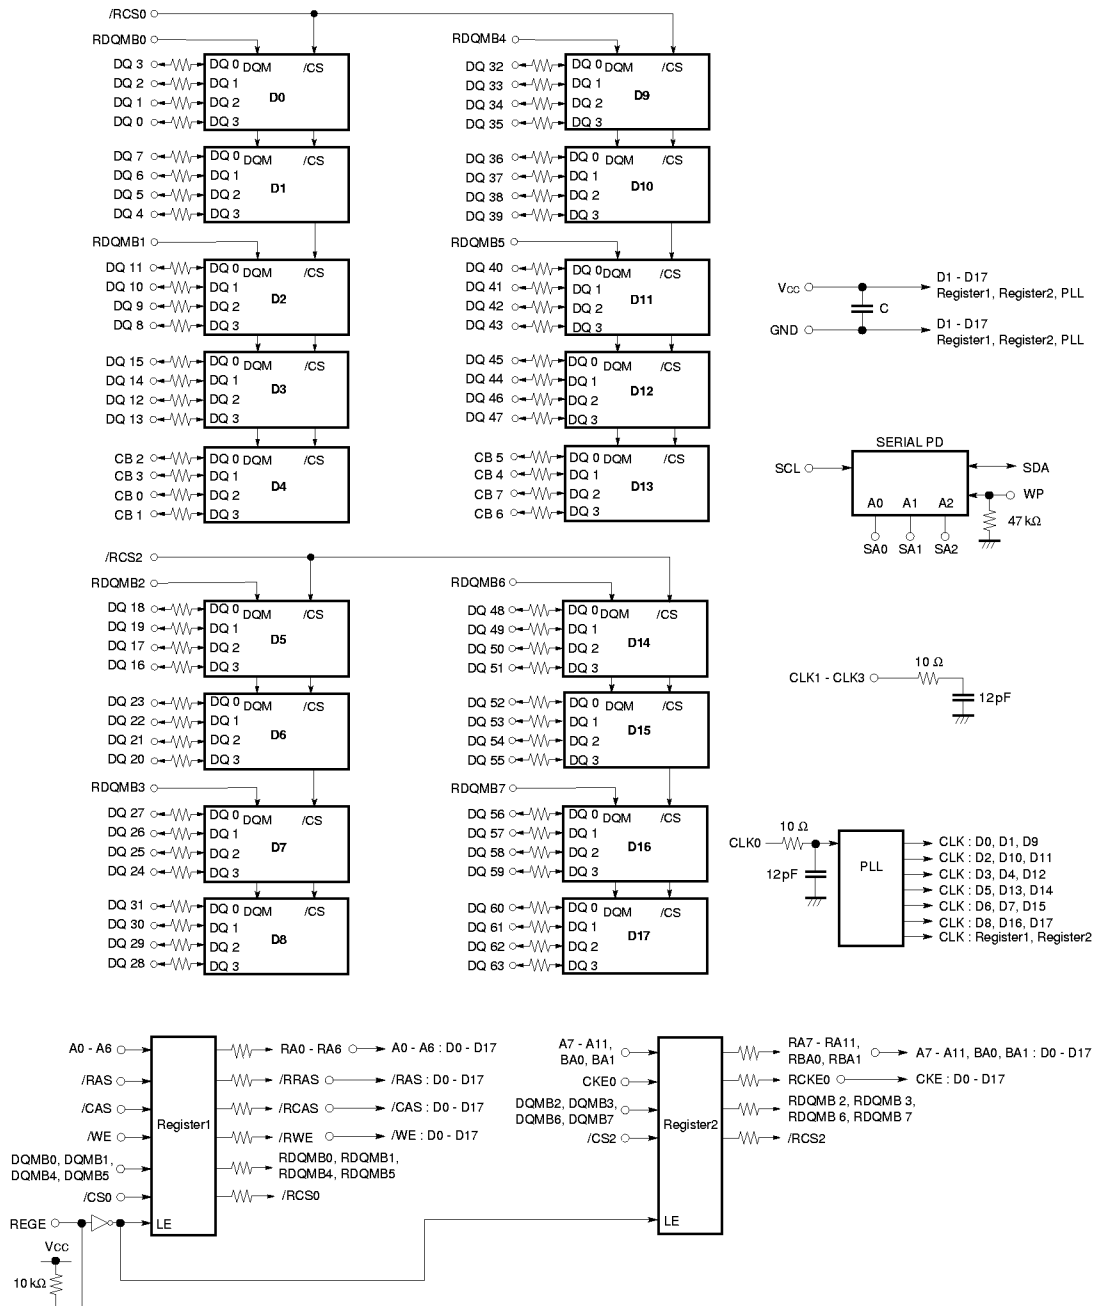 /RCS0
RDQMB0
DQ 3 DQ 0 DQM /CS
DQ 2 DQ 1
DQ 1 DQ 2 D0
DQ 0 DQ 3
DQ 7 DQ 0 DQM /CS
DQ 6 DQ 1
DQ 5 DQ 2 D1
DQ 4 DQ 3
RDQMB1
DQ 11 DQ 0 DQM /CS
DQ 10 DQ 1
DQ 9 DQ 2 D2
DQ 8 DQ 3
DQ 15 DQ 0 DQM /CS
DQ 14 DQ 1
DQ 12 DQ 2 D3
DQ 13 DQ 3
CB 2 DQ 0 DQM /CS
CB 3 DQ 1
CB 0 DQ 2 D4
CB 1 DQ 3
RDQMB4
DQ 32 DQ 0 DQM /CS
DQ 33 DQ 1
DQ 34 DQ 2 D9
DQ 35 DQ 3
DQ 36 DQ 0 DQM /CS
DQ 37 DQ 1
DQ 38 DQ 2 D10
DQ 39 DQ 3
RDQMB5
DQ 40 DQ 0 DQM /CS
DQ 41 DQ 1
DQ 42 DQ 2 D11
DQ 43 DQ 3
DQ 45 DQ 0 DQM /CS
DQ 44 DQ 1
DQ 46 DQ 2 D12
DQ 47 DQ 3
CB 5 DQ 0 DQM /CS
CB 4 DQ 1
CB 7 DQ 2 D13
CB 6 DQ 3
/RCS2
RDQMB2
DQ 18 DQ 0 DQM /CS
DQ 19 DQ 1
DQ 17 DQ 2 D5
DQ 16 DQ 3
DQ 23 DQ 0 DQM /CS
DQ 22 DQ 1
DQ 21 DQ 2 D6
DQ 20 DQ 3
RDQMB3
DQ 27 DQ 0 DQM /CS
DQ 26 DQ 1
DQ 25 DQ 2 D7
DQ 24 DQ 3
DQ 31 DQ 0 DQM /CS
DQ 30 DQ 1
DQ 29 DQ 2 D8
DQ 28 DQ 3
RDQMB6
DQ 48 DQ 0 DQM /CS
DQ 49 DQ 1
DQ 50 DQ 2 D14
DQ 51 DQ 3
DQ 52 DQ 0 DQM /CS
DQ 53 DQ 1
DQ 54 DQ 2 D15
DQ 55 DQ 3
RDQMB7
DQ 56 DQ 0 DQM /CS
DQ 57 DQ 1
DQ 58 DQ 2 D16
DQ 59 DQ 3
DQ 60 DQ 0 DQM /CS
DQ 61 DQ 1
DQ 62 DQ 2 D17
DQ 63 DQ 3
VCC
D1 - D17
Register1, Register2, PLL
C
GND
D1 - D17
Register1, Register2, PLL
SERIAL PD
SCL
SDA
WP
A0 A1 A2
47 kΩ
SA0 SA1 SA2
10 Ω
CLK1 - CLK3
12pF
10 Ω
CLK0
12pF
PLL
CLK : D0, D1, D9
CLK : D2, D10, D11
CLK : D3, D4, D12
CLK : D5, D13, D14
CLK : D6, D7, D15
CLK : D8, D16, D17
CLK : Register1, Register2
A0 - A6 RA0 - RA6 A0 - A6 : D0 - D17
/RAS /RRAS /RAS : D0 - D17
/CAS /RCAS /CAS : D0 - D17
Register1
/WE /RWE /WE : D0 - D17
DQMB0, DQMB1, RDQMB0, RDQMB1,
DQMB4, DQMB5 RDQMB4, RDQMB5
/CS0 /RCS0
REGE LE
VCC
10 kΩ
A7 - A11, RA7 - RA11,
BA0, BA1 RBA0, RBA1 A7 - A11, BA0, BA1 : D0 - D17
CKE0 RCKE0 CKE : D0 - D17
DQMB2, DQMB3, RDQMB 2, RDQMB 3,
DQMB6, DQMB7 RDQMB 6, RDQMB 7
Register2
/CS2 /RCS2
LE